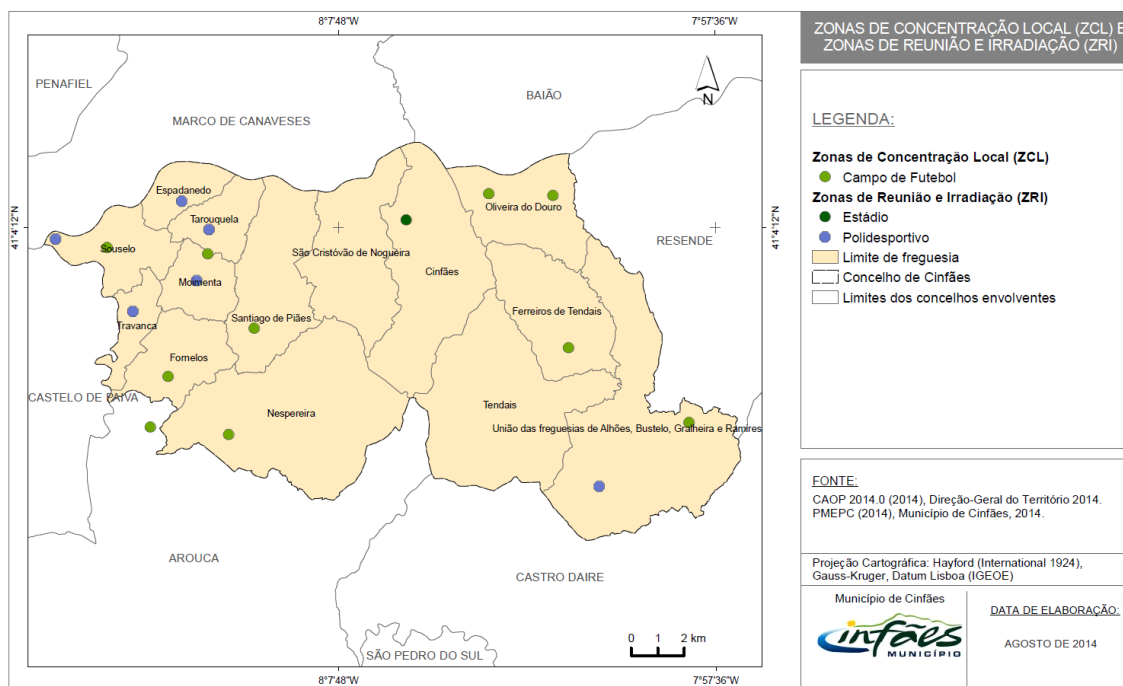 8°7'48"W
7°57'36"W
ZONAS DE CONCENTRAÇÃO LOCAL (ZCL) E
ZONAS DE REUNIÃO E IRRADIAÇÃO (ZRI)
PENAFIEL
BAIÃO
N
MARCO DE CANAVESES
LEGENDA:
Zonas de Concentração Local (ZCL)
Campo de Futebol
Zonas de Reunião e Irradiação (ZRI)
Estádio
Polidesportivo
Limite de freguesia
Concelho de Cinfães
Limites dos concelhos envolventes
41°4'12"N
41°4'12"N
Espadanedo
Tarouquela
Oliveira do Douro
RESENDE
Souselo
São Cristóvão de Nogueira
Cinfães
Moimenta
Travanca
Santiago de Piães
Ferreiros de Tendais
Fornelos
CASTELO DE PAIVA
Nespereira
Tendais
União das freguesias de Alhões, Bustelo, Gralheira e Ramires
AROUCA
CASTRO DAIRE
SÃO PEDRO DO SUL
0 1 2 km
8°7'48"W
7°57'36"W
FONTE:
CAOP 2014.0 (2014), Direção-Geral do Território 2014.
PMEPC (2014), Município de Cinfães, 2014.
Projeção Cartográfica: Hayford (International 1924),
Gauss-Kruger, Datum Lisboa (IGEOE)
Município de Cinfães
cinfães
MUNICÍPIO
DATA DE ELABORAÇÃO:
AGOSTO DE 2014